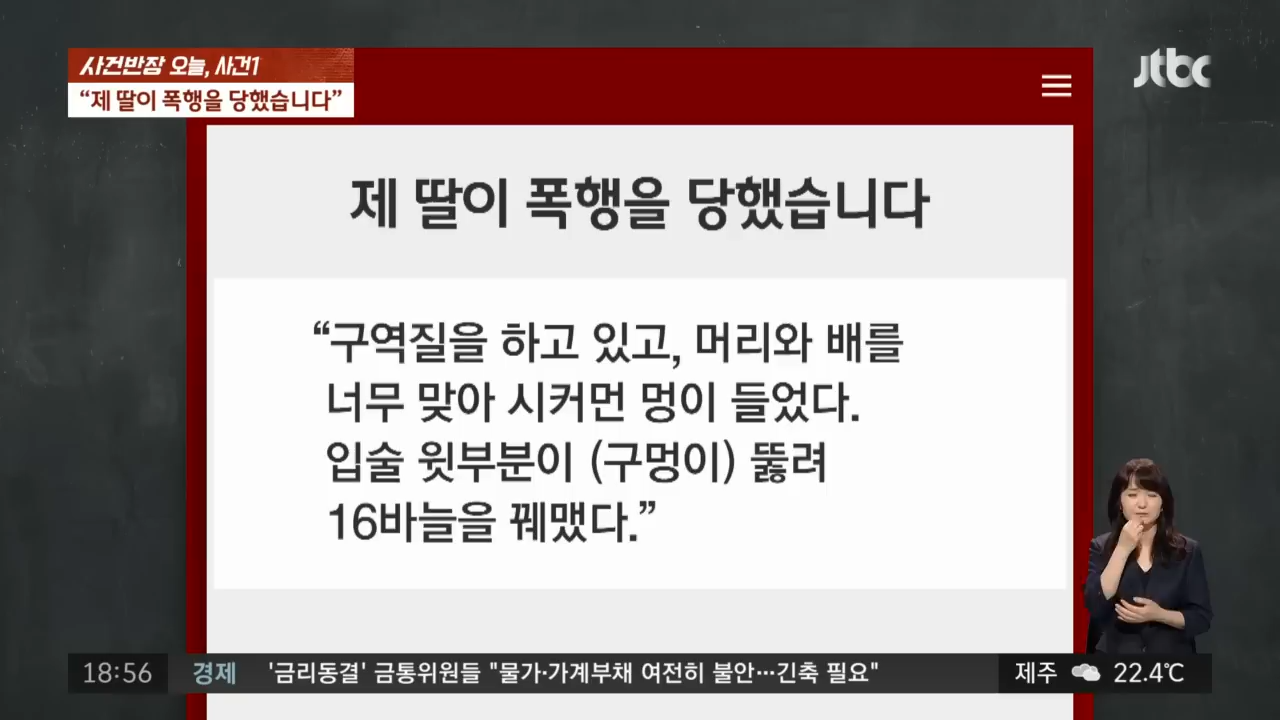 사건반장 오늘, 사건1
“제 딸이 폭행을 당했습니다”
jtbc
제 딸이 폭행을 당했습니다
“구역질을 하고 있고, 머리와 배를
너무 맞아 시커먼 멍이 들었다.
입술 윗부분이 (구멍이) 뚫려
16바늘을 꿰맸다.”
18:56 경제 '금리동결' 금통위원들 "물가·가계부채 여전히 불안…긴축 필요" 제주 22.4℃